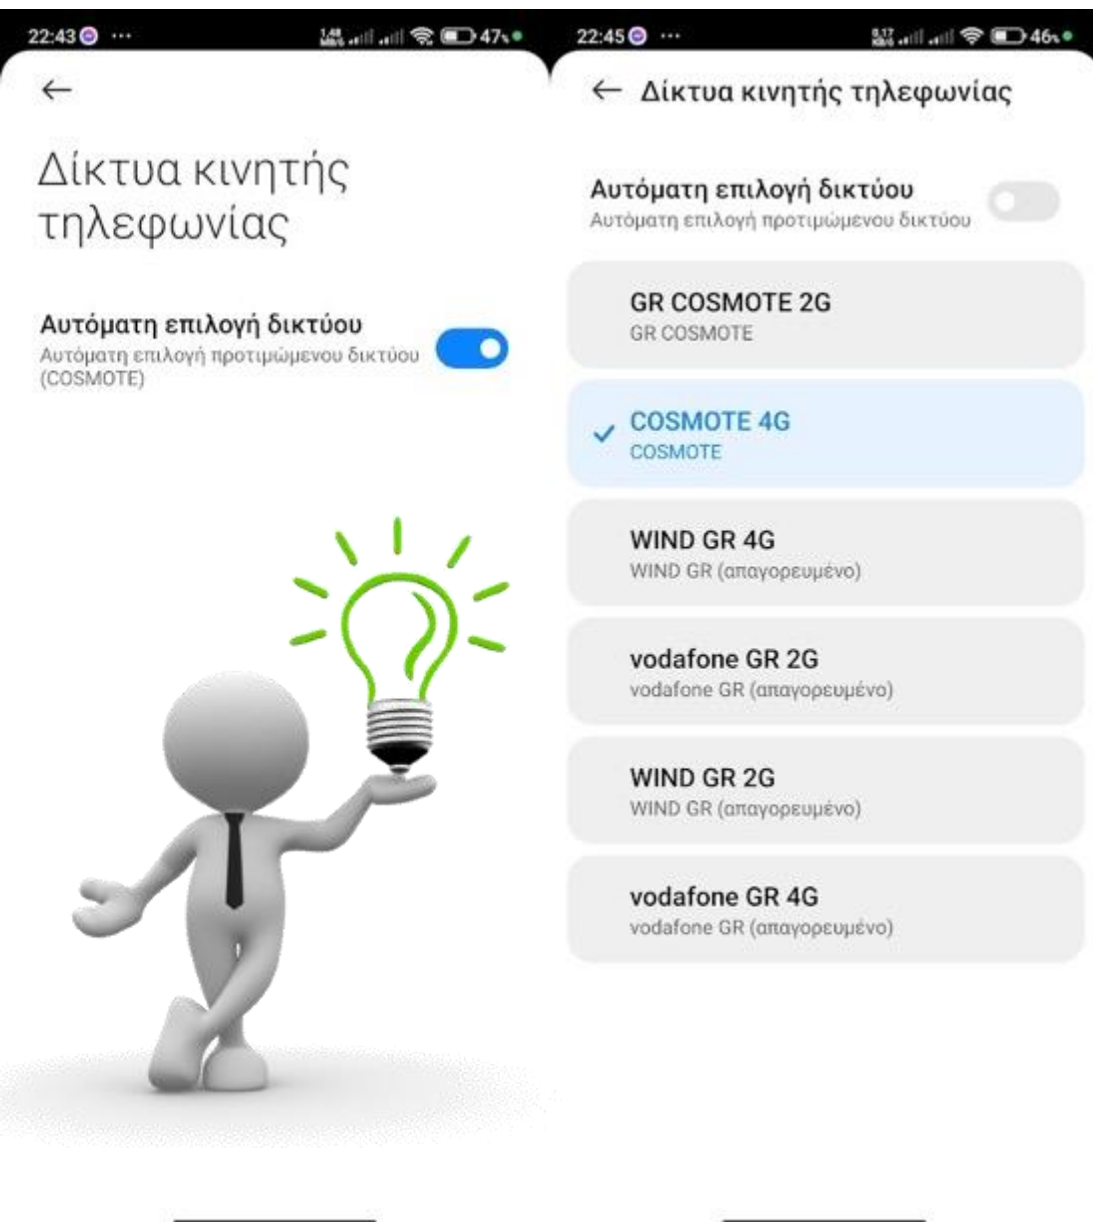 22:43
47%
Δίκτυα κινητής
τηλεφωνίας
Αυτόματη επιλογή δικτύου
Αυτόματη επιλογή προτιμώμενου δικτύου
(COSMOTE)
22:45
46%
Δίκτυα κινητής τηλεφωνίας
Αυτόματη επιλογή δικτύου
Αυτόματη επιλογή προτιμώμενου δικτύου
GR COSMOTE 2G
GR COSMOTE
COSMOTE 4G
COSMOTE
WIND GR 4G
WIND GR (απαγορευμένο)
vodafone GR 2G
vodafone GR (απαγορευμένο)
WIND GR 2G
WIND GR (απαγορευμένο)
vodafone GR 4G
vodafone GR (απαγορευμένο)